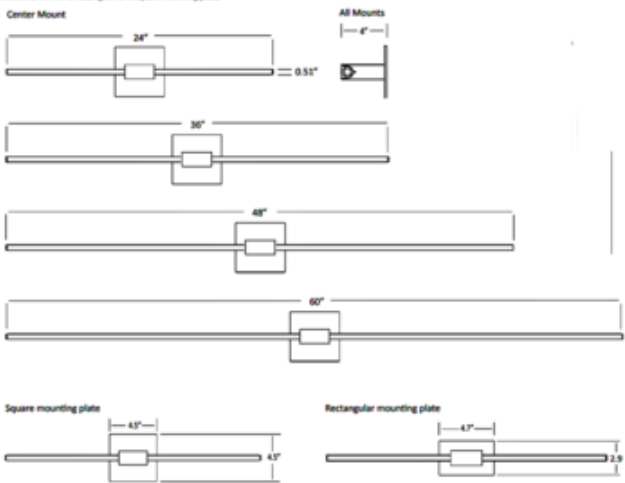 Center Mount
All Mounts
24"
4"
0.51"
36"
48"
60"
Square mounting plate
Rectangular mounting plate
4.5"
4.7"
4.5"
2.9